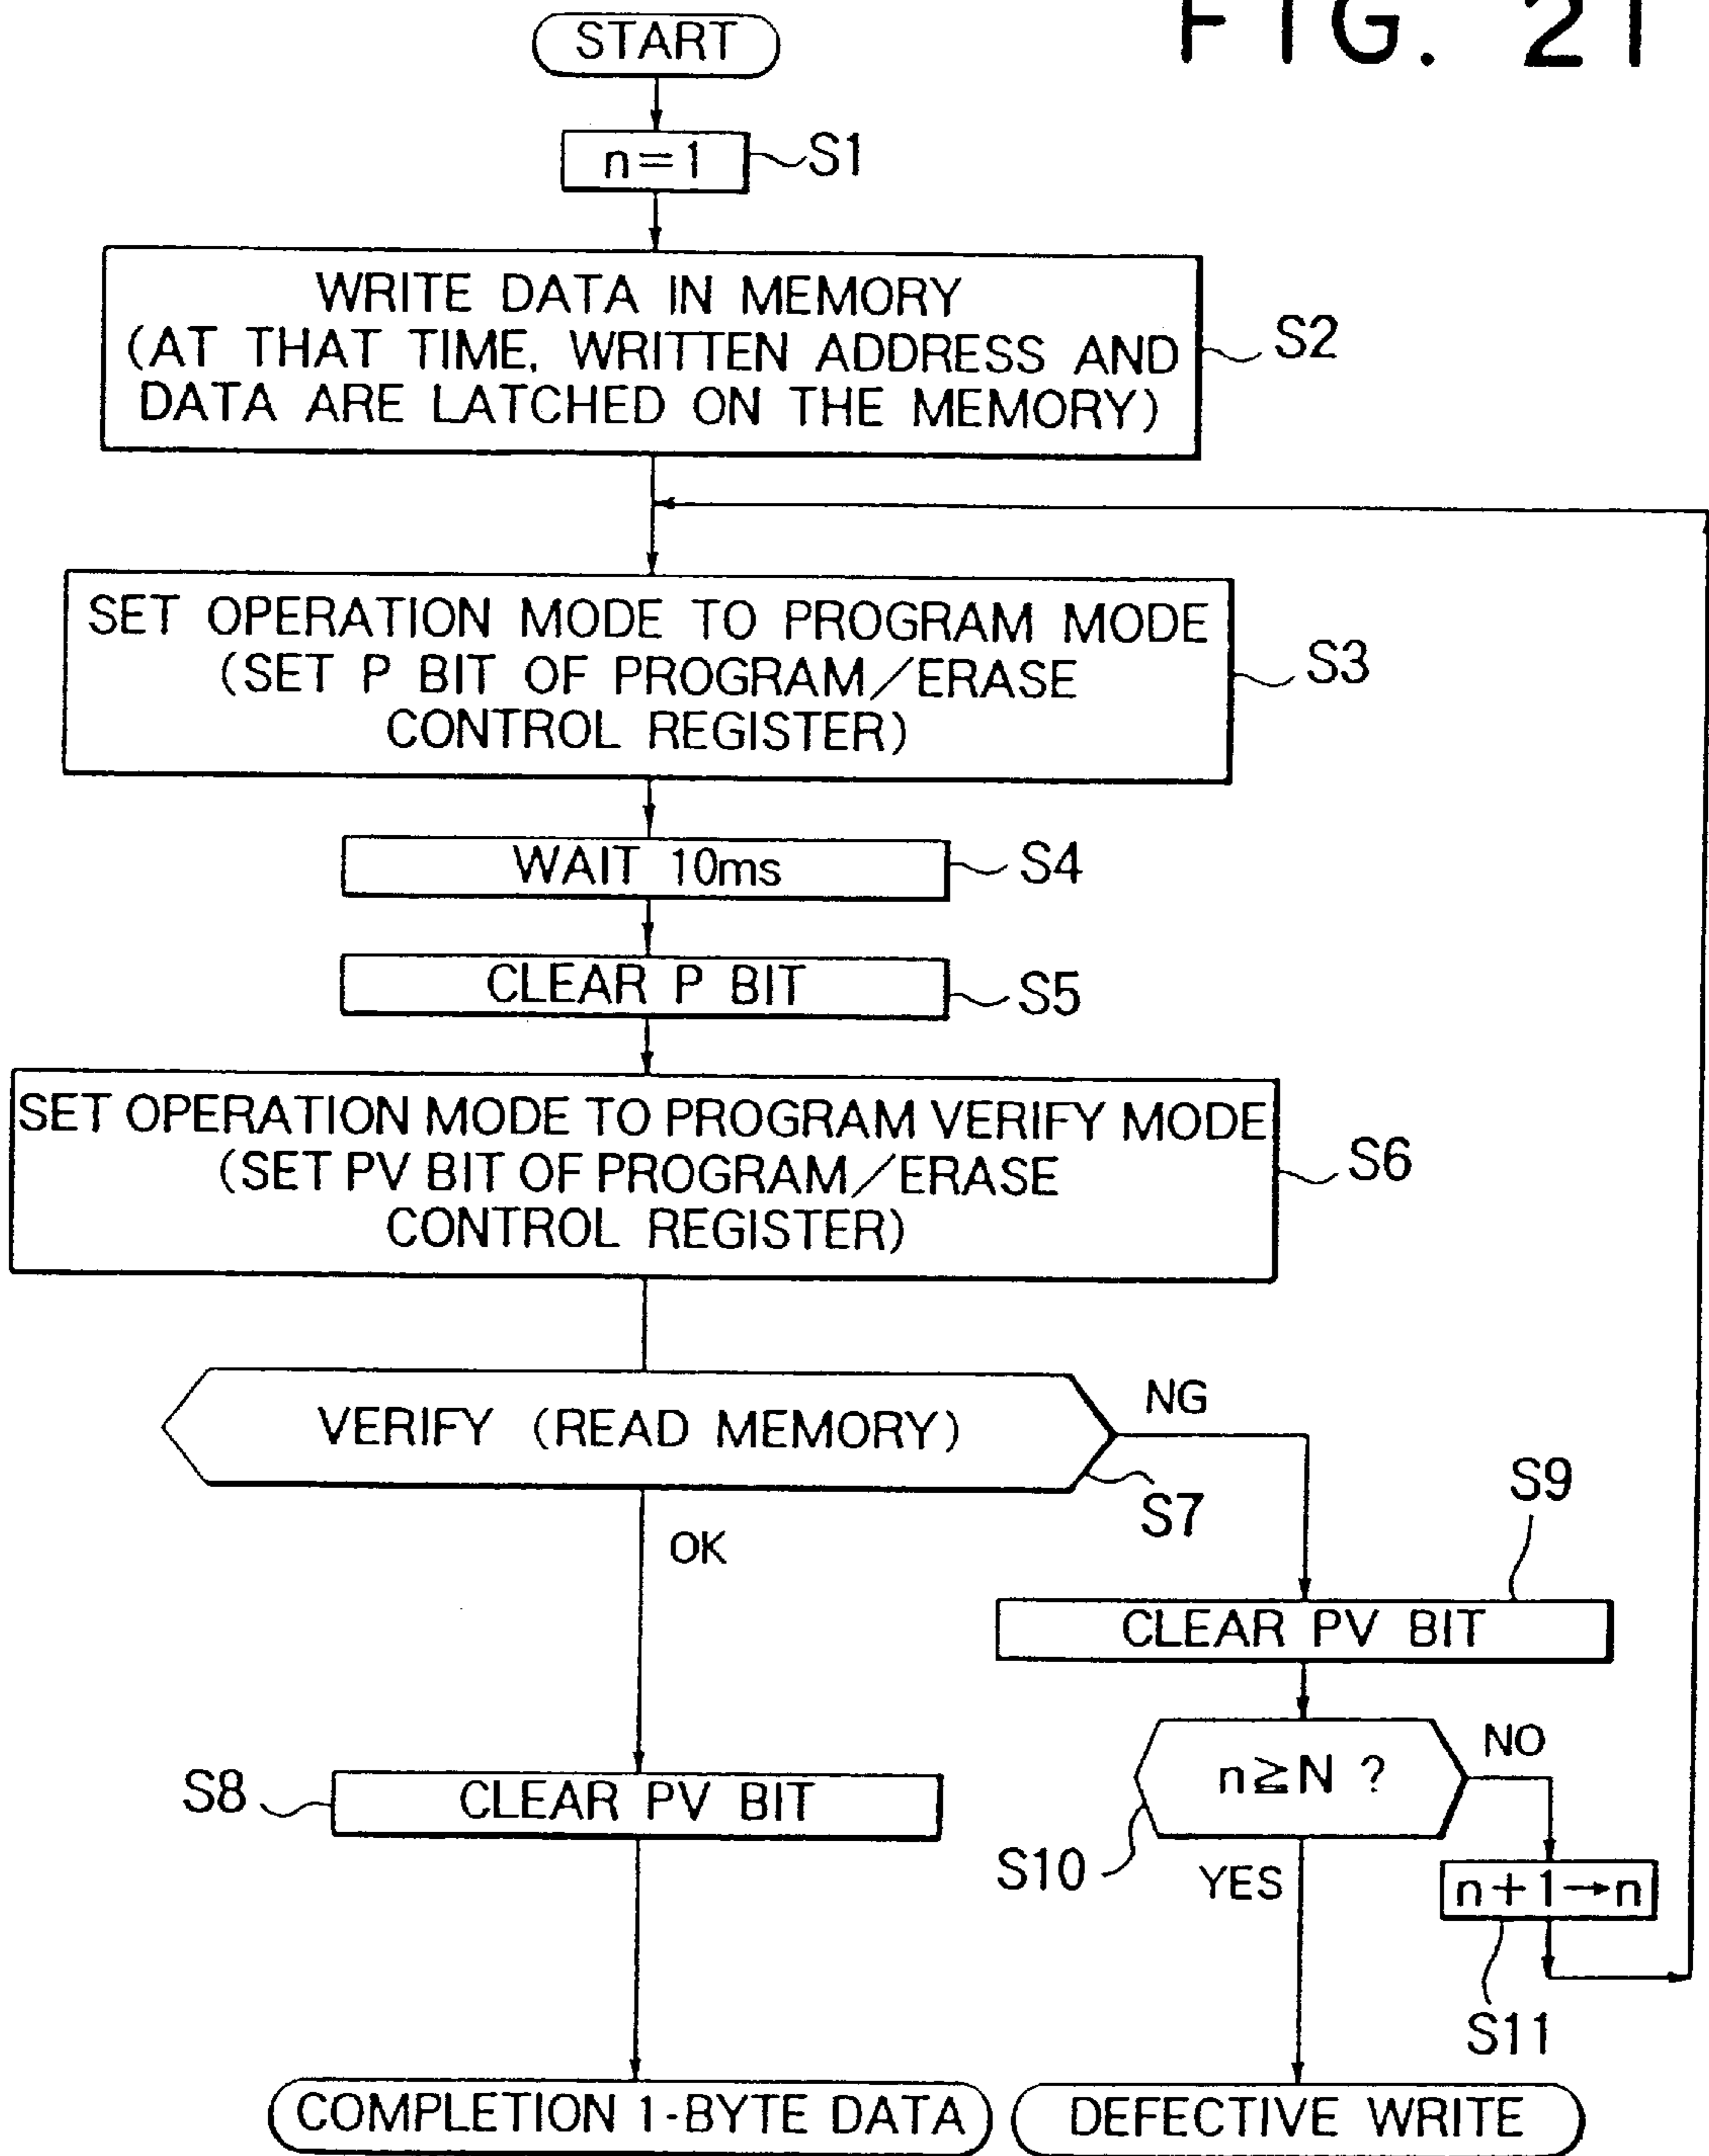 FIG. 21
START
n=1
S1
WRITE DATA IN MEMORY
(AT THAT TIME, WRITTEN ADDRESS AND
DATA ARE LATCHED ON THE MEMORY)
S2
SET OPERATION MODE TO PROGRAM MODE
(SET P BIT OF PROGRAM/ERASE
CONTROL REGISTER)
S3
WAIT 10ms
S4
CLEAR P BIT
S5
SET OPERATION MODE TO PROGRAM VERIFY MODE
(SET PV BIT OF PROGRAM/ERASE
CONTROL REGISTER)
S6
VERIFY (READ MEMORY)
NG
S7
OK
S9
CLEAR PV BIT
n≧N ?
NO
S10
YES
S8
CLEAR PV BIT
n+1→n
S11
COMPLETION 1-BYTE DATA
DEFECTIVE WRITE